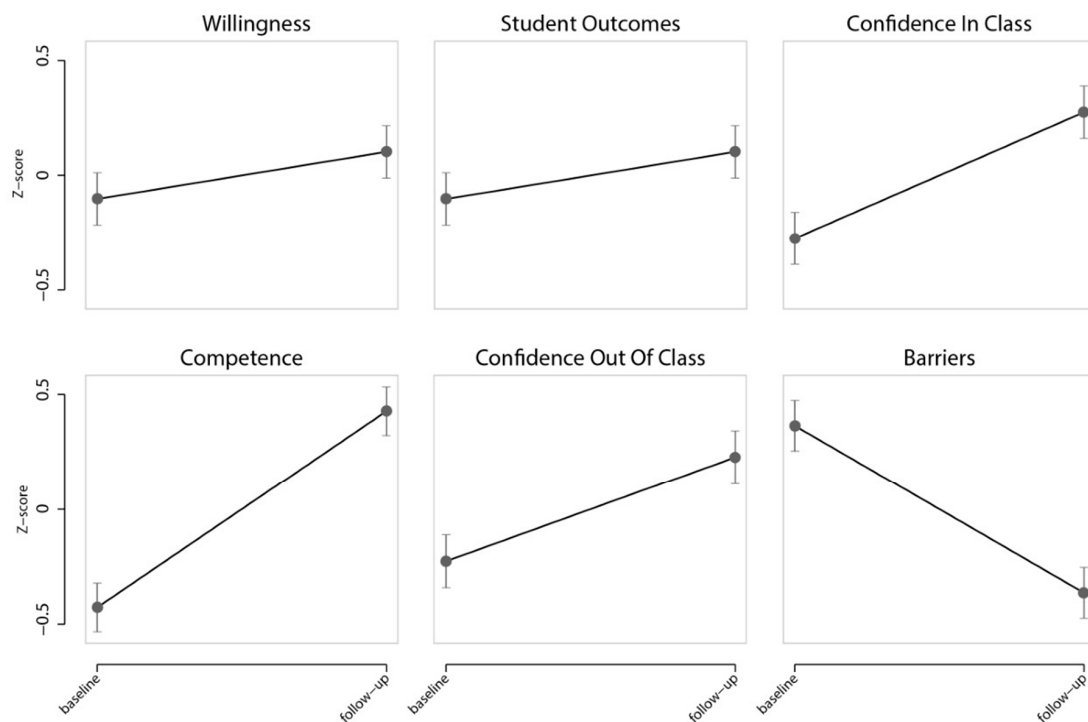 Willingness
Student Outcomes
Confidence In Class
0.5
0
−0.5
Z−score
Competence
Confidence Out Of Class
Barriers
0.5
0
−0.5
Z−score
baseline
follow−up
baseline
follow−up
baseline
follow−up